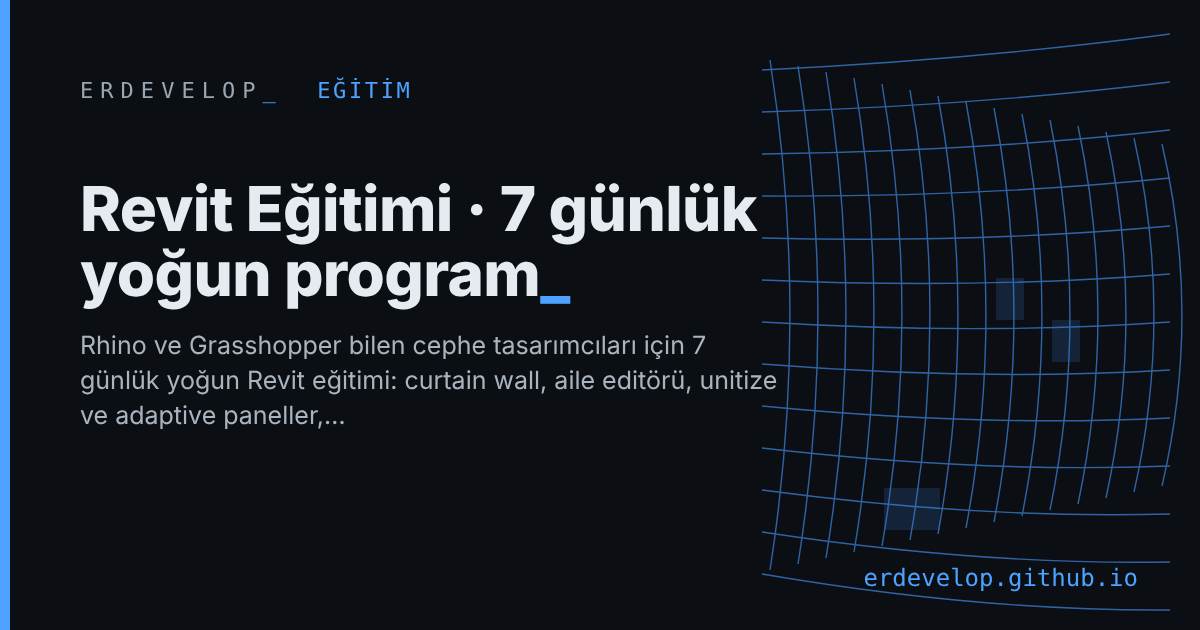 ERDEVELOP_ EĞİTİM
Revit Eğitimi · 7 günlük
yoğun program_
Rhino ve Grasshopper bilen cephe tasarımcıları için 7
günlük yoğun Revit eğitimi: curtain wall, aile editörü, unitize
ve adaptive paneller,...
erdevelop.github.io